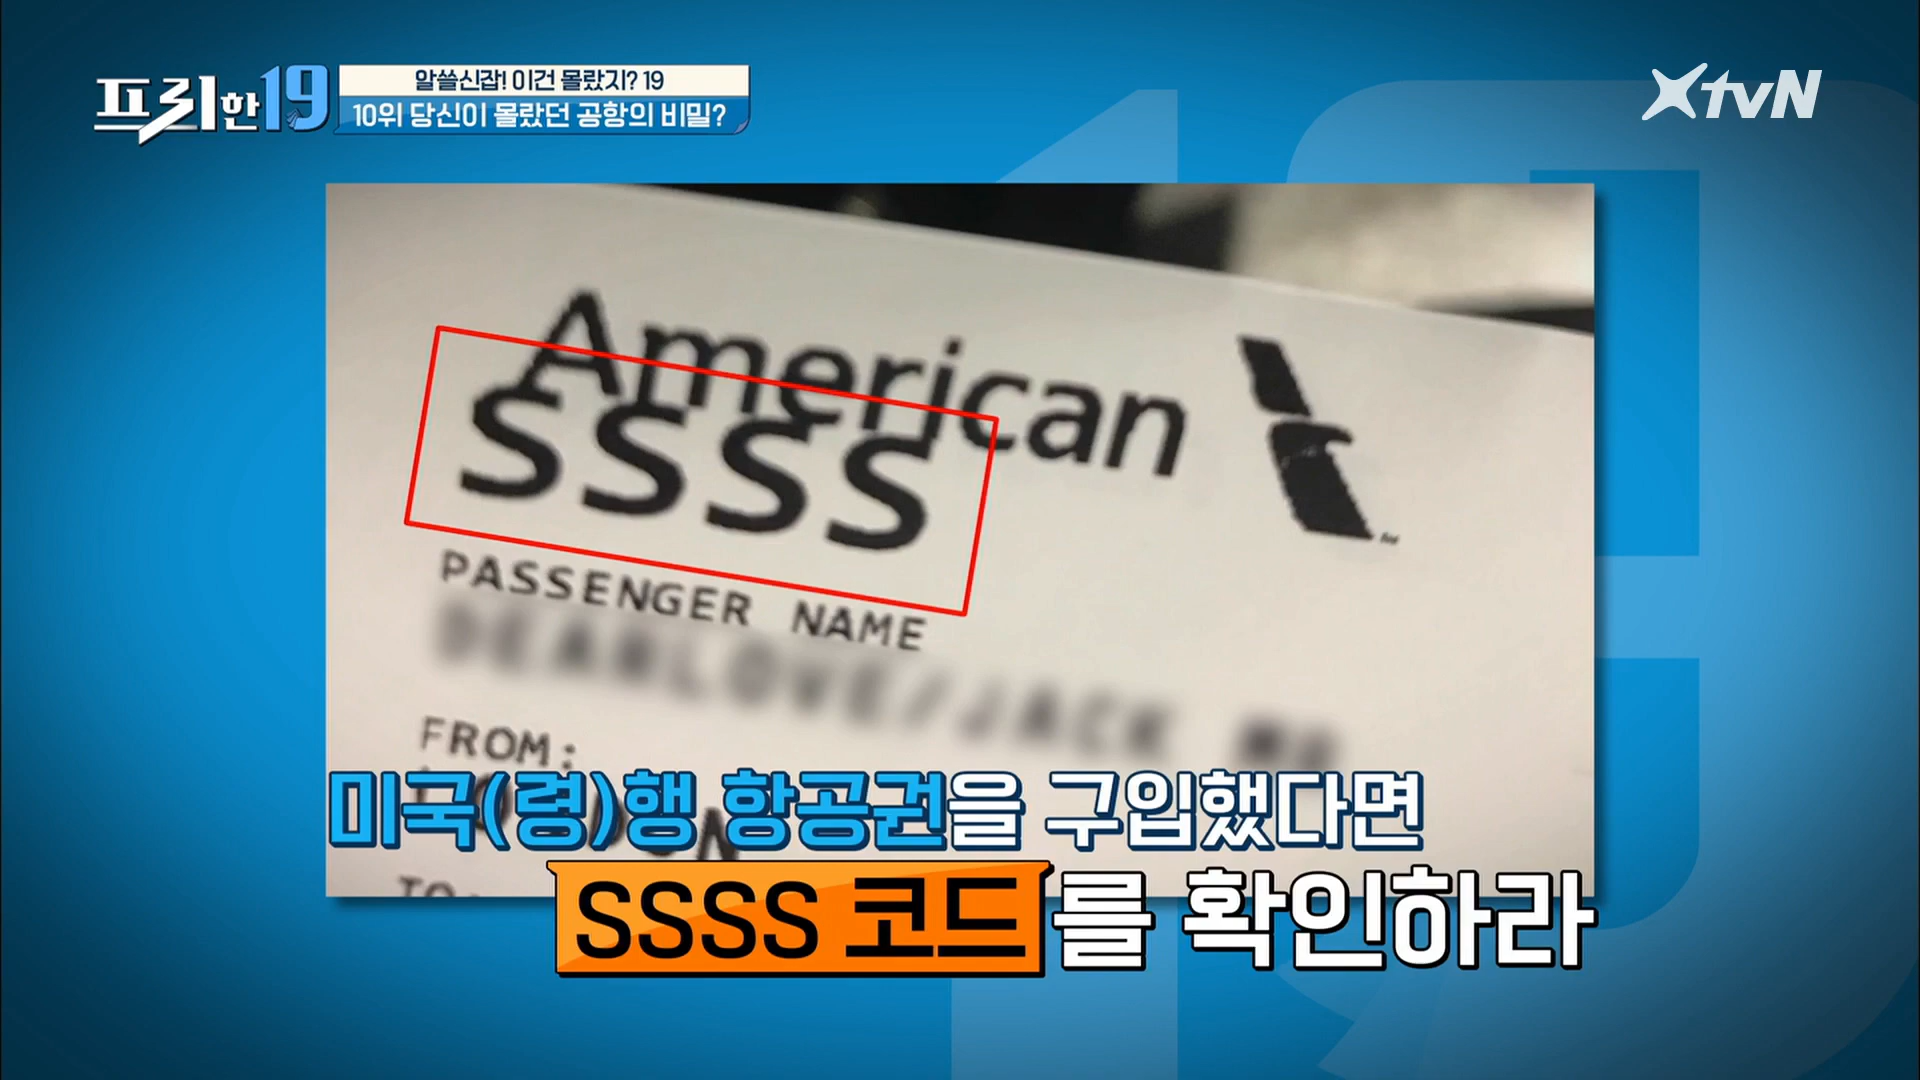 프리한19
알쓸신잡! 이건 몰랐지? 19
10위 당신이 몰랐던 공항의 비밀?
XtvN
American
SSSS
PASSENGER NAME
FROM:
미국(령)행 항공권을 구입했다면
SSSS 코드를 확인하라